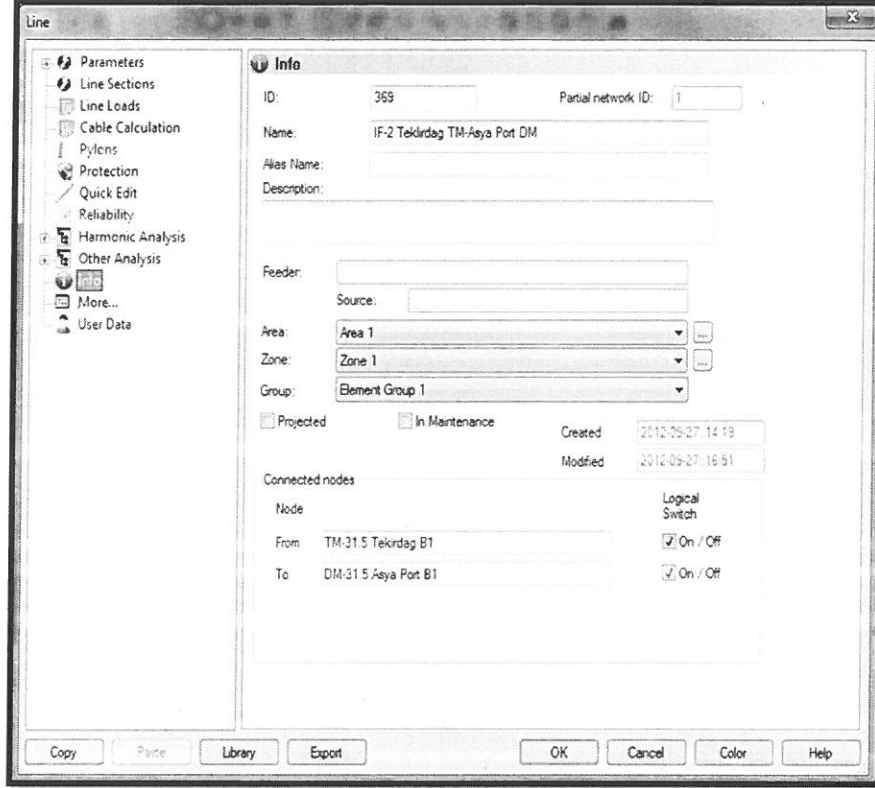 Line
Parameters
Line Sections
Line Loads
Cable Calculation
Pylons
Protection
Quick Edit
Reliability
Harmonic Analysis
Other Analysis
Info
More...
User Data
Info
ID: 369 Partial network ID: 1
Name: IF-2 Tekirdag TM-Asya Port DM
Alias Name:
Description:
Feeder:
Source:
Area: Area 1 ...
Zone: Zone 1 ...
Group: Element Group 1
Projected In Maintenance
Created 2012-09-27 14:19
Modified 2012-09-27 16:51
Connected nodes
Node Logical Switch
From TM-31.5 Tekirdag B1 On / Off
To DM-31.5 Asya Port B1 On / Off
Copy Paste Library Export OK Cancel Color Help